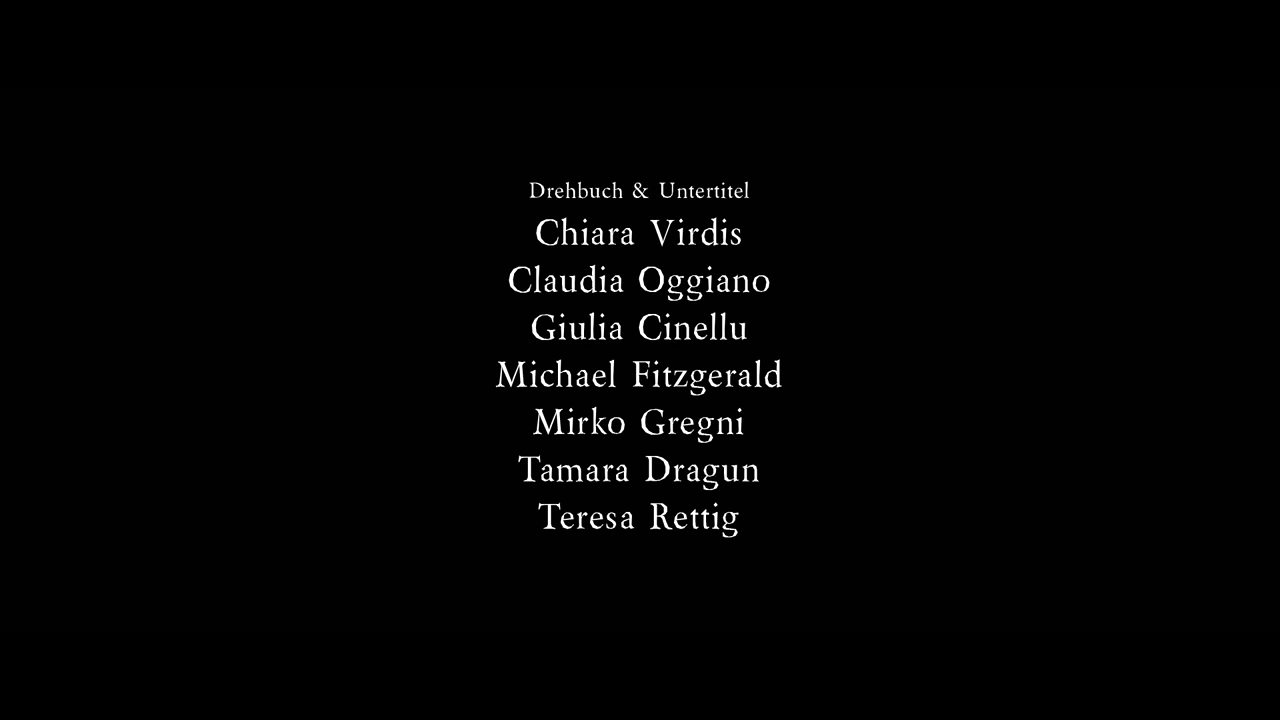 Drehbuch & Untertitel
Chiara Virdis
Claudia Oggiano
Giulia Cinellu
Michael Fitzgerald
Mirko Gregni
Tamara Dragun
Teresa Rettig